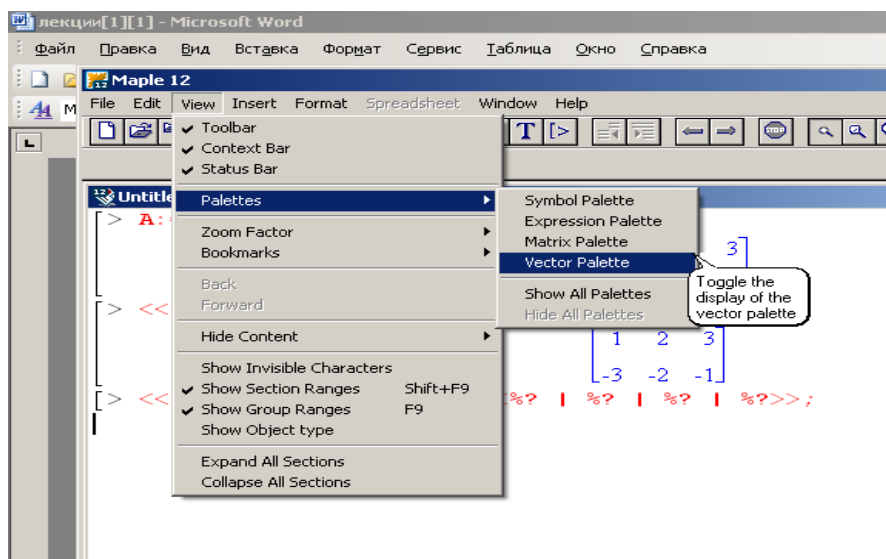 лекции[1][1] - Microsoft Word
Файл Правка Вид Вставка Формат Сервис Таблица Окно Справка
Maple 12
File Edit View Insert Format Spreadsheet Window Help
Toolbar
Context Bar
Status Bar
Palettes
Zoom Factor
Bookmarks
Back
Forward
Hide Content
Show Invisible Characters
Show Section Ranges Shift+F9
Show Group Ranges F9
Show Object type
Expand All Sections
Collapse All Sections
Symbol Palette
Expression Palette
Matrix Palette
Vector Palette
Show All Palettes
Hide All Palettes
Toggle the
display of the
vector palette
T [>
STOP
> A:
3]
> <<
1 2 3
-3 -2 -1
> << %? | %? | %? | %?>>;